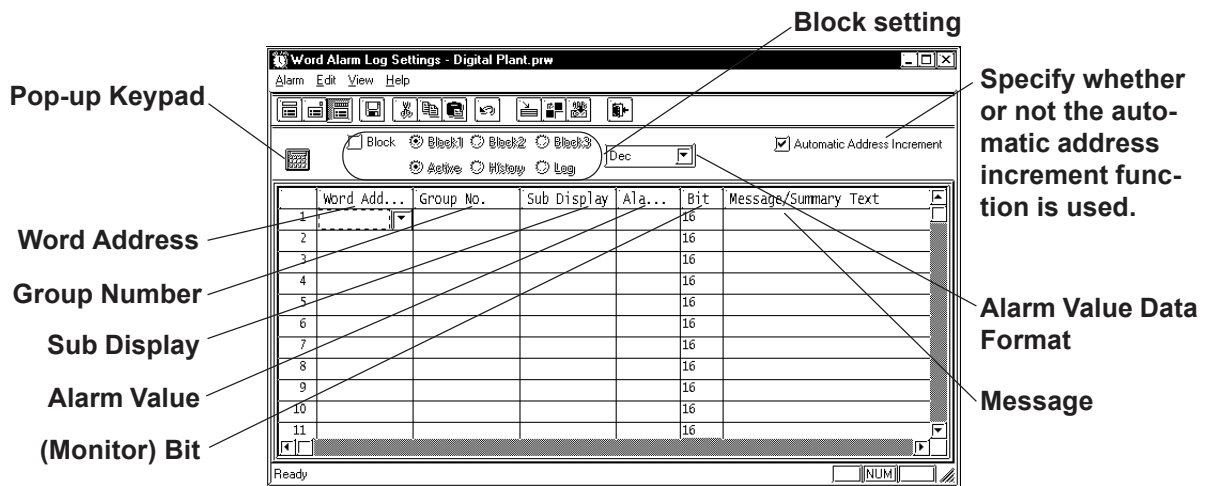 Block setting
Pop-up Keypad
Word Alarm Log Settings - Digital Plant.prw
Alarm Edit View Help
Specify whether
or not the auto-
matic address
increment func-
tion is used.
Block Block1 Block2 Block3
Active History Log
Dec
Automatic Address Increment
Word Add... Group No. Sub Display Ala... Bit Message/Summary Text
1 16
2 16
3 16
4 16
5 16
6 16
7 16
8 16
9 16
10 16
11 16
Word Address
Group Number
Sub Display
Alarm Value
(Monitor) Bit
Alarm Value Data
Format
Message
Ready NUM